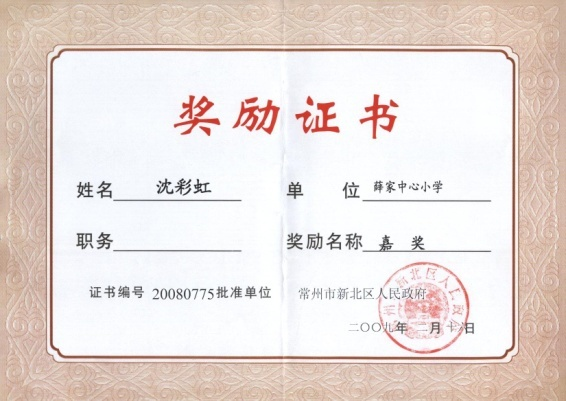 奖励证书
姓名 沈彩虹 单位 薛家中心小学
职务 奖励名称 嘉奖
证书编号 20080775 批准单位 常州市新北区人民政府
二〇〇九年 二月十 日